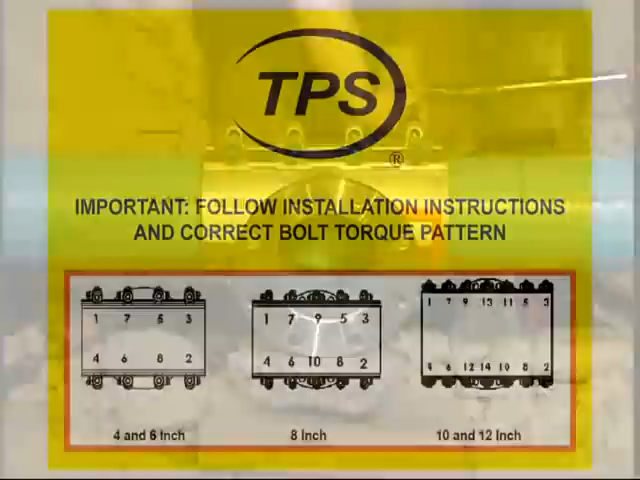 TPS
®
IMPORTANT: FOLLOW INSTALLATION INSTRUCTIONS
AND CORRECT BOLT TORQUE PATTERN
1 7 5 3
4 6 8 2
4 and 6 Inch
1 7 9 5 3
4 6 10 8 2
8 Inch
1 7 9 13 11 5 3
4 6 12 14 10 8 2
10 and 12 Inch